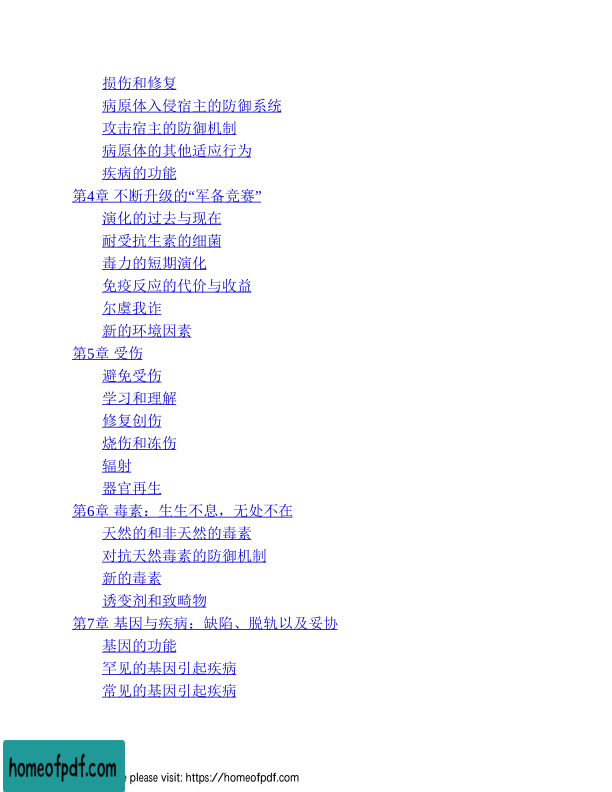 损伤和修复
病原体入侵宿主的防御系统
攻击宿主的防御机制
病原体的其他适应行为
疾病的功能
第4章 不断升级的“军备竞赛”
演化的过去与现在
耐受抗生素的细菌
毒力的短期演化
免疫反应的代价与收益
尔虞我诈
新的环境因素
第5章 受伤
避免受伤
学习和理解
修复创伤
烧伤和冻伤
辐射
器官再生
第6章 毒素：生生不息，无处不在
天然的和非天然的毒素
对抗天然毒素的防御机制
新的毒素
诱变剂和致畸物
第7章 基因与疾病：缺陷、脱轨以及妥协
基因的功能
罕见的基因引起疾病
常见的基因引起疾病
homeofpdf.com
please visit: https://homeofpdf.com